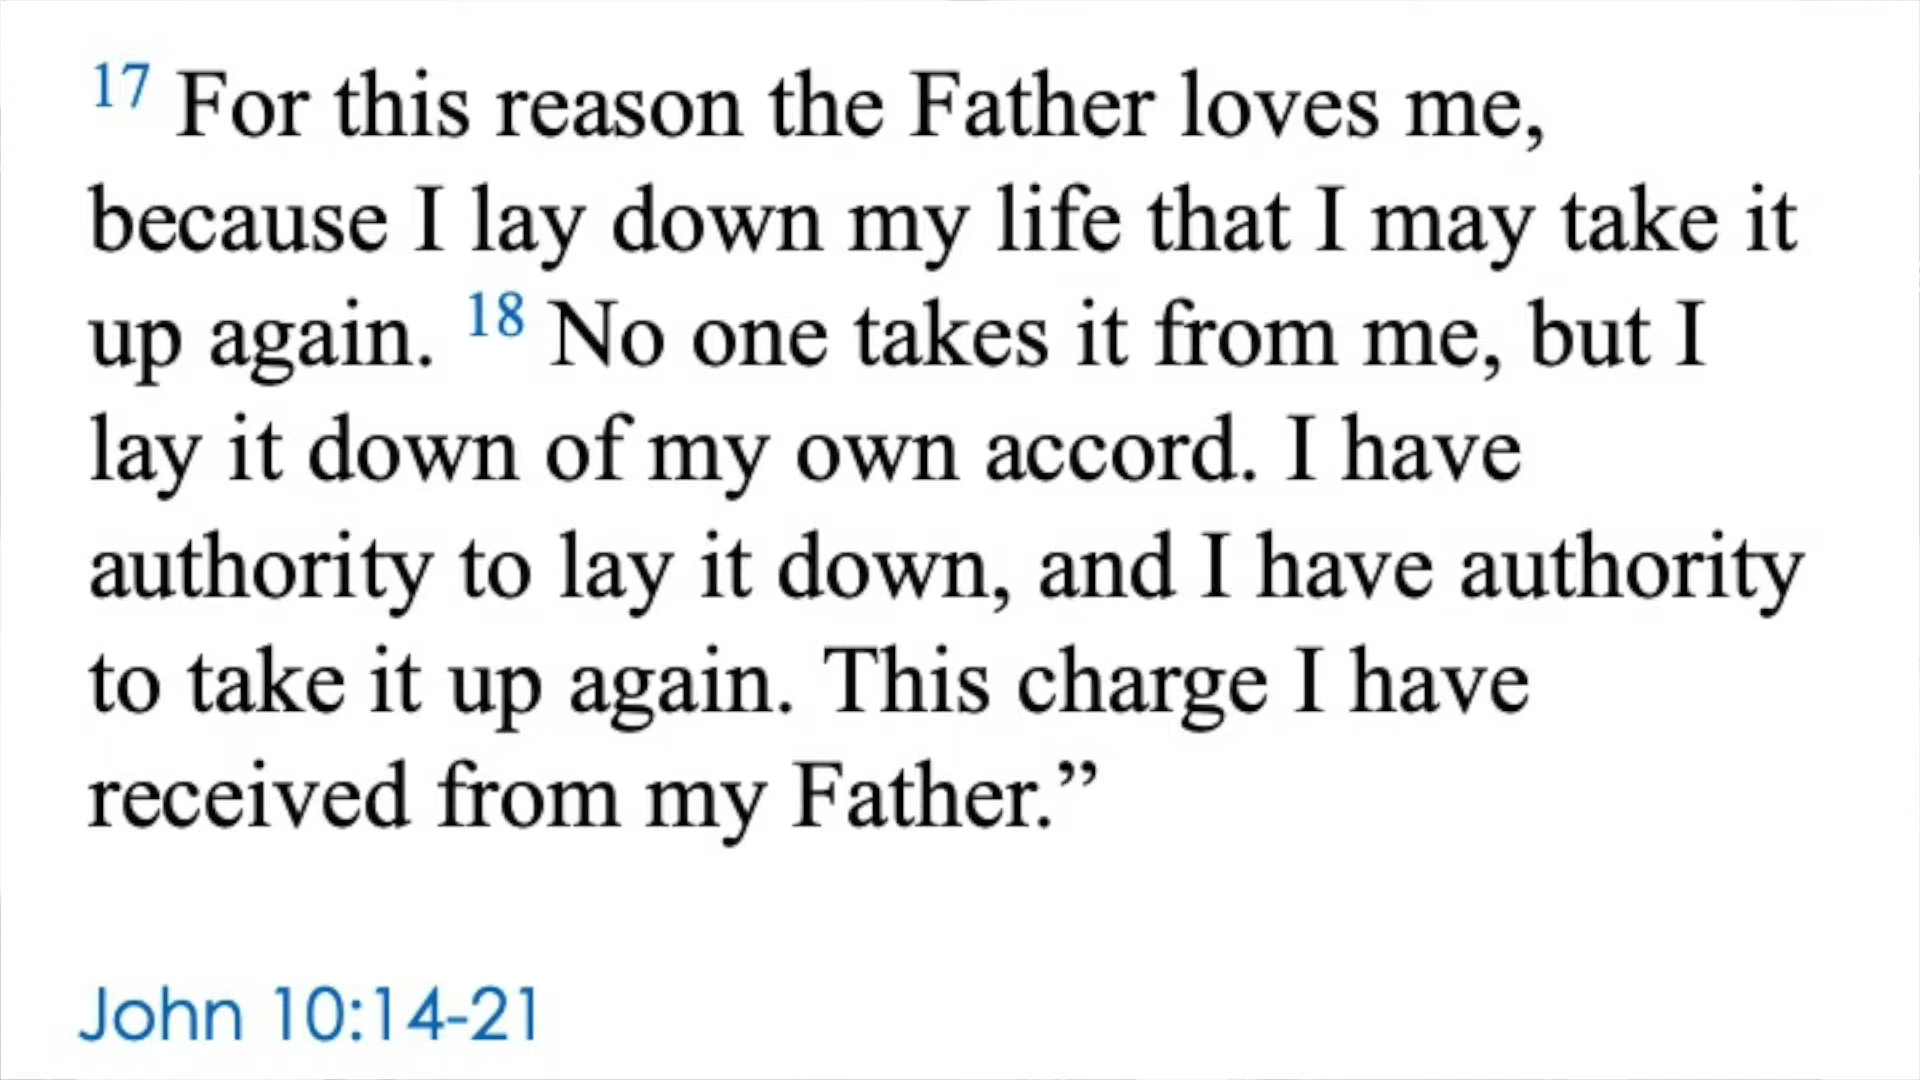 17 For this reason the Father loves me,
because I lay down my life that I may take it
up again. 18 No one takes it from me, but I
lay it down of my own accord. I have
authority to lay it down, and I have authority
to take it up again. This charge I have
received from my Father.”
John 10:14-21